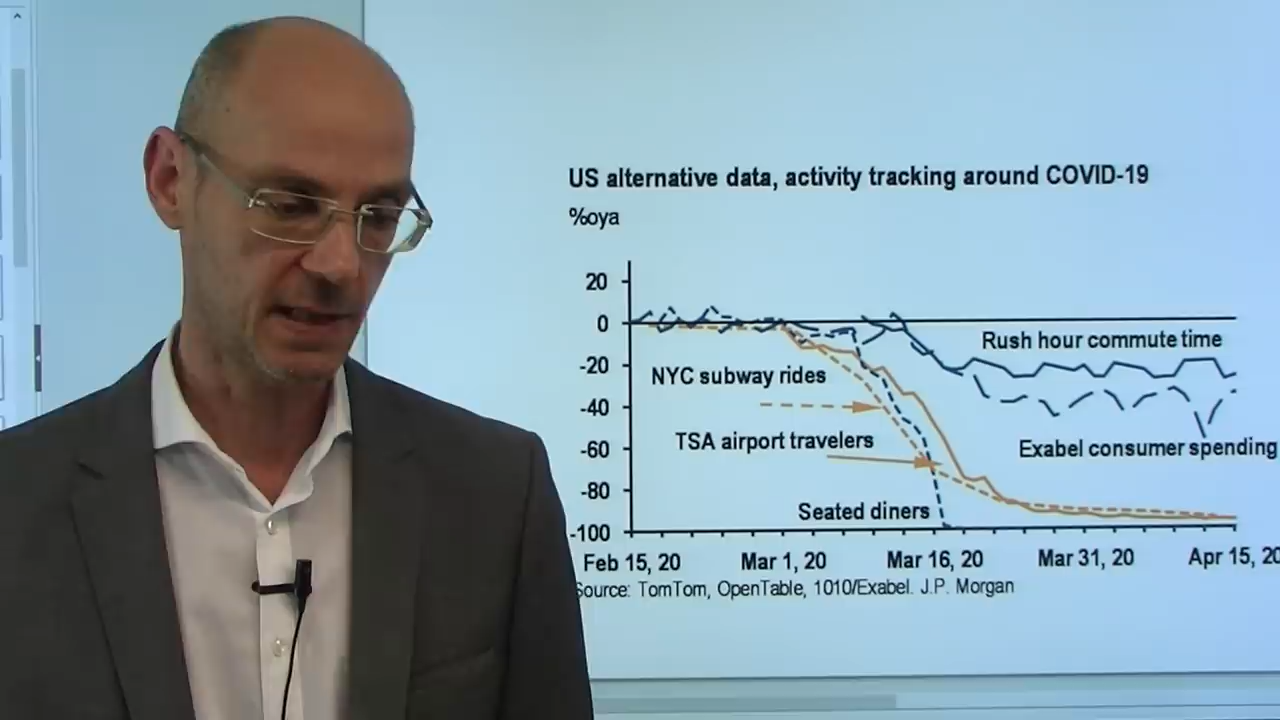 US alternative data, activity tracking around COVID-19
%oya
20
0
Rush hour commute time
-20
NYC subway rides
-40
TSA airport travelers
Exabel consumer spending
-60
-80
Seated diners
-100
Feb 15, 20 Mar 1, 20 Mar 16, 20 Mar 31, 20 Apr 15, 20
Source: TomTom, OpenTable, 1010/Exabel. J.P. Morgan